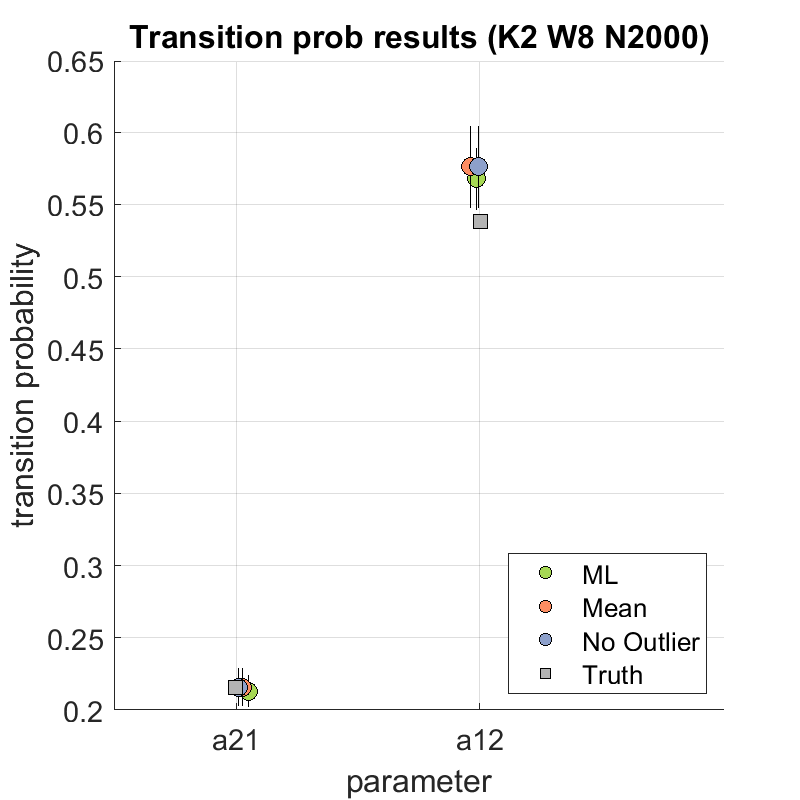 Transition prob results (K2 W8 N2000)
0.65
0.6
0.55
0.5
0.45
0.4
0.35
0.3
0.25
0.2
transition probability
a21 a12
parameter
ML
Mean
No Outlier
Truth